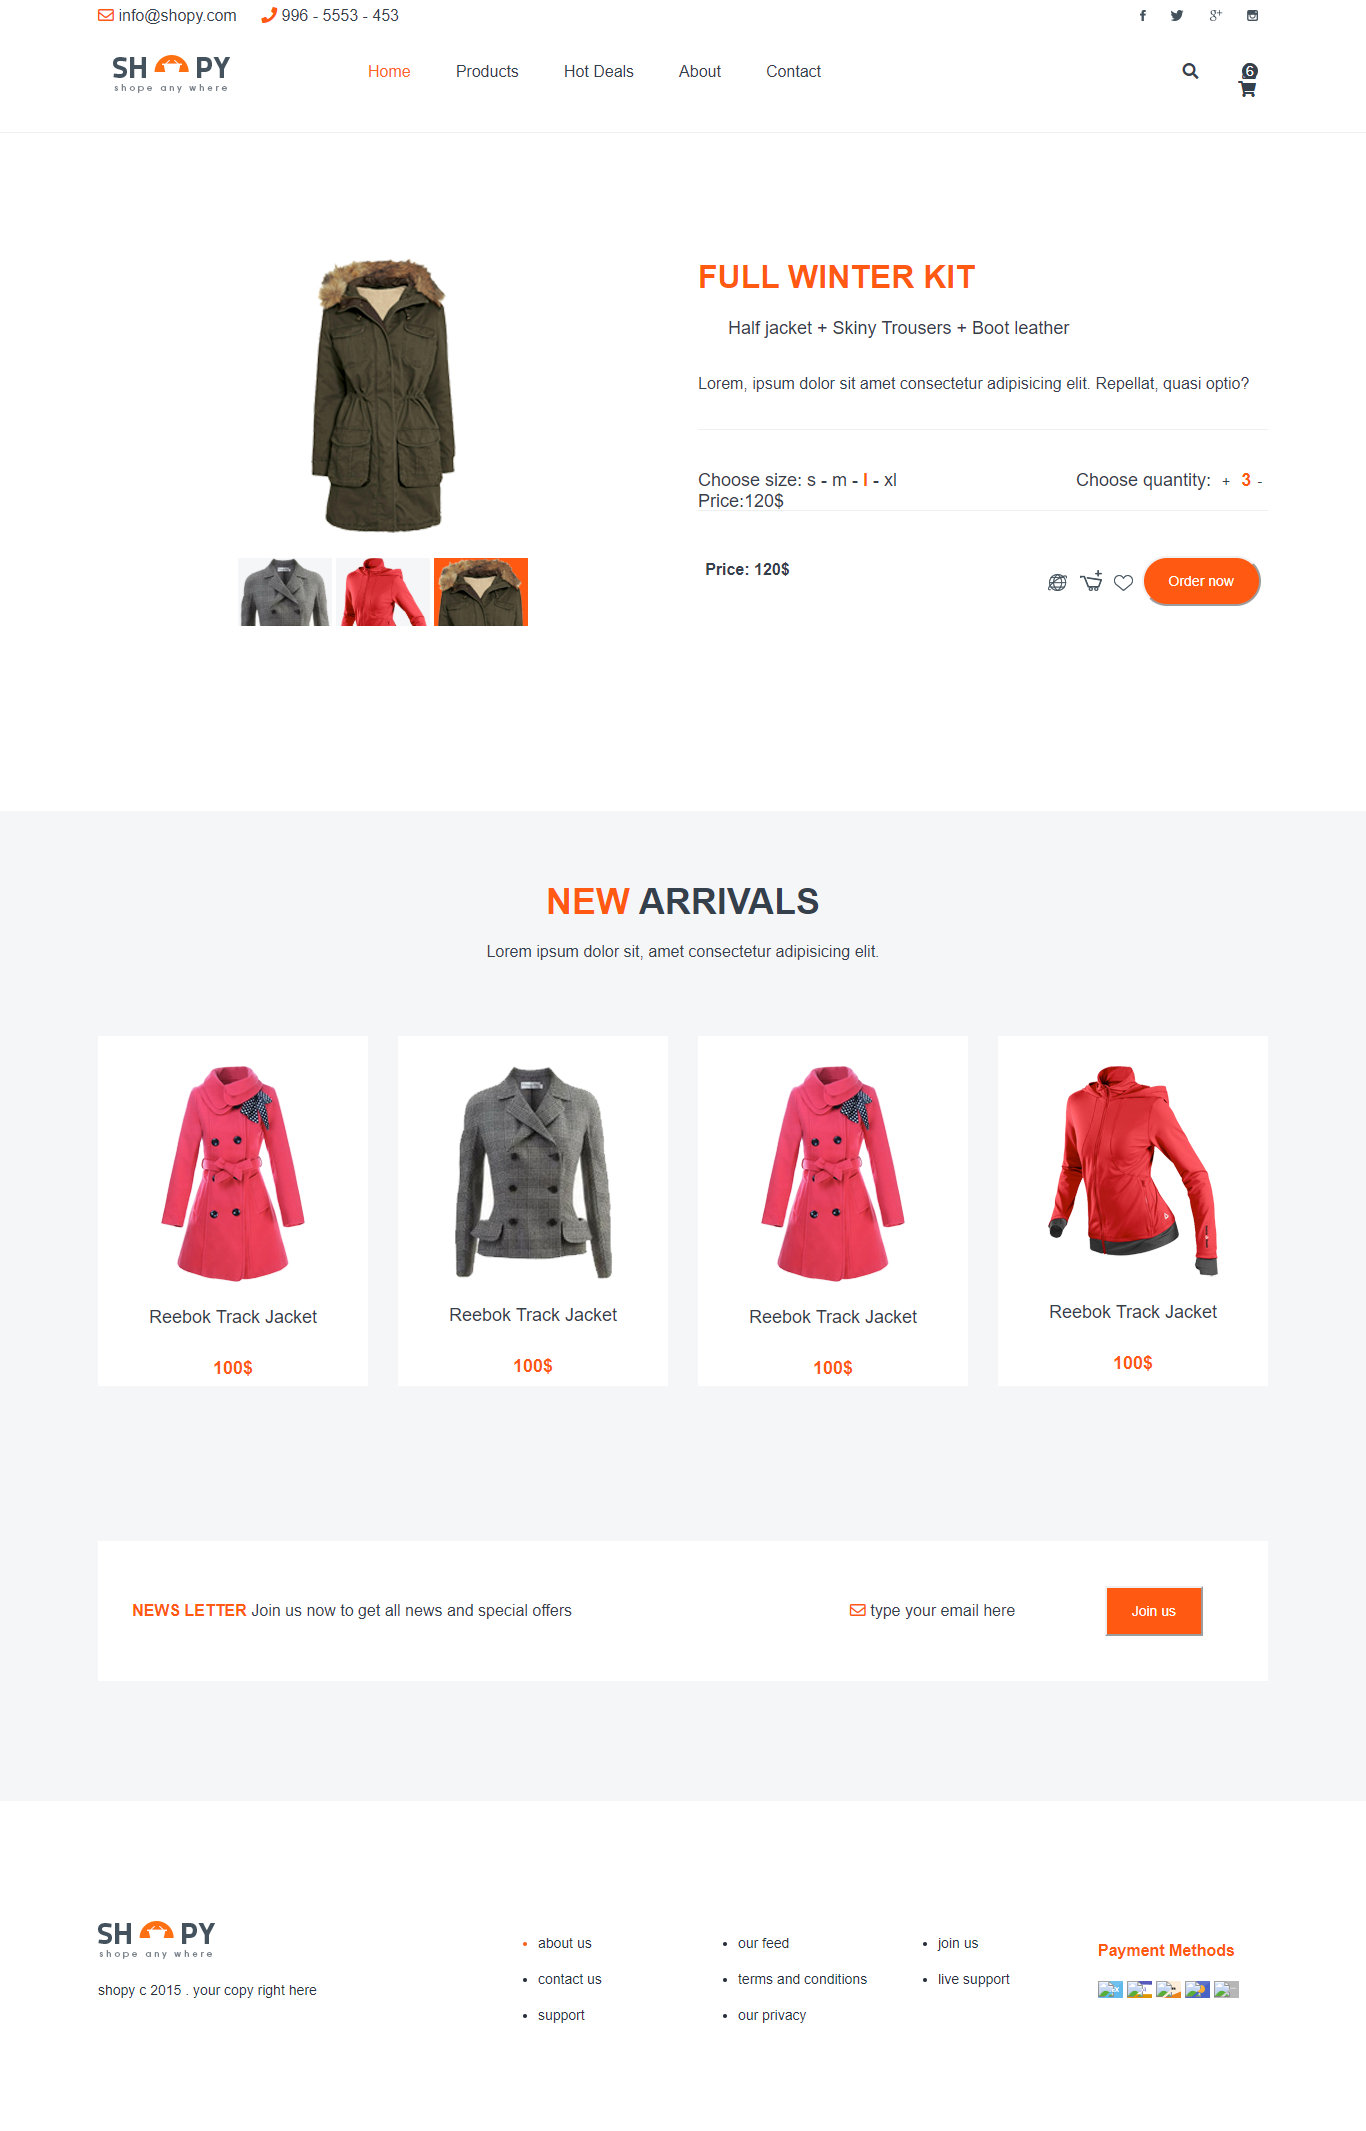 info@shopy.com 996 - 5553 - 453
SH PY
shope any where
Home Products Hot Deals About Contact
6
FULL WINTER KIT
Half jacket + Skiny Trousers + Boot leather
Lorem, ipsum dolor sit amet consectetur adipisicing elit. Repellat, quasi optio?
Choose size: s - m - l - xl Choose quantity: + 3 -
Price:120$
Price: 120$
Order now
NEW ARRIVALS
Lorem ipsum dolor sit, amet consectetur adipisicing elit.
Reebok Track Jacket
100$
Reebok Track Jacket
100$
Reebok Track Jacket
100$
Reebok Track Jacket
100$
NEWS LETTER Join us now to get all news and special offers
type your email here
Join us
SH PY
shope any where
shopy c 2015 . your copy right here
about us
contact us
support
our feed
terms and conditions
our privacy
join us
live support
Payment Methods